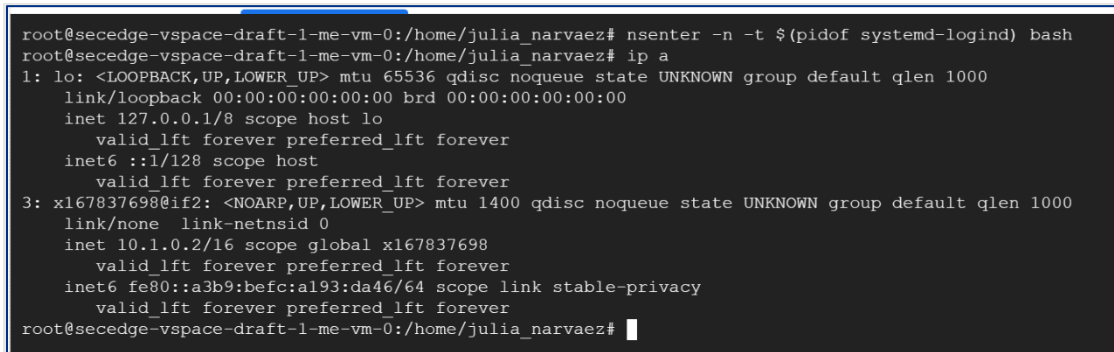 root@secedge-vspace-draft-1-me-vm-0:/home/julia_narvaez# nsenter -n -t $(pidof systemd-logind) bash
root@secedge-vspace-draft-1-me-vm-0:/home/julia_narvaez# ip a
1: lo: <LOOPBACK,UP,LOWER_UP> mtu 65536 qdisc noqueue state UNKNOWN group default qlen 1000
    link/loopback 00:00:00:00:00:00 brd 00:00:00:00:00:00
    inet 127.0.0.1/8 scope host lo
       valid_lft forever preferred_lft forever
    inet6 ::1/128 scope host
       valid_lft forever preferred_lft forever
3: x167837698@if2: <NOARP,UP,LOWER_UP> mtu 1400 qdisc noqueue state UNKNOWN group default qlen 1000
    link/none  link-netnsid 0
    inet 10.1.0.2/16 scope global x167837698
       valid_lft forever preferred_lft forever
    inet6 fe80::a3b9:befc:a193:da46/64 scope link stable-privacy
       valid_lft forever preferred_lft forever
root@secedge-vspace-draft-1-me-vm-0:/home/julia_narvaez#